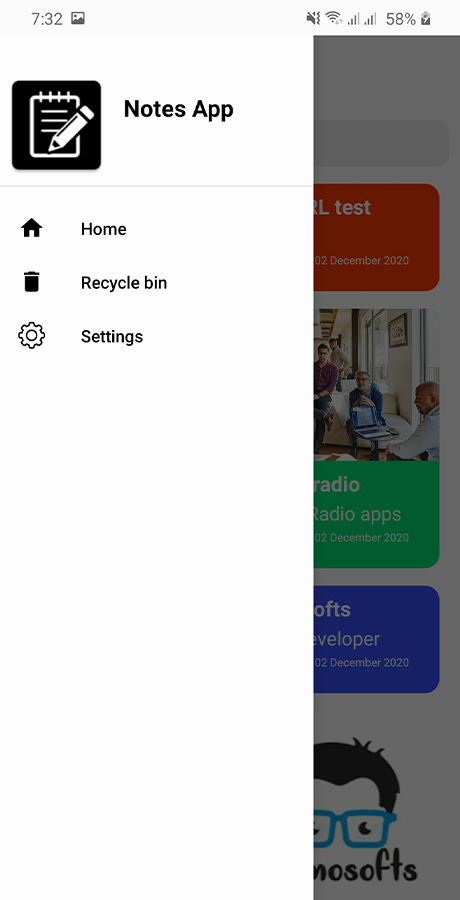 7:32 58%
Notes App
Home
Recycle bin
Settings
RL test
02 December 2020
radio
Radio apps
02 December 2020
ofts
eveloper
02 December 2020
nosofts